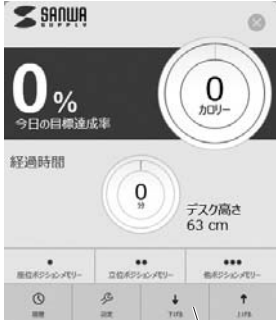 SANWA
SUPPLY
0%
今日の目標達成率
0
カロリー
経過時間
0
分
デスク高さ
63 cm
座位ポジションメモリー
立位ポジションメモリー
他ポジションメモリー
履歴
設定
下げる
上げる